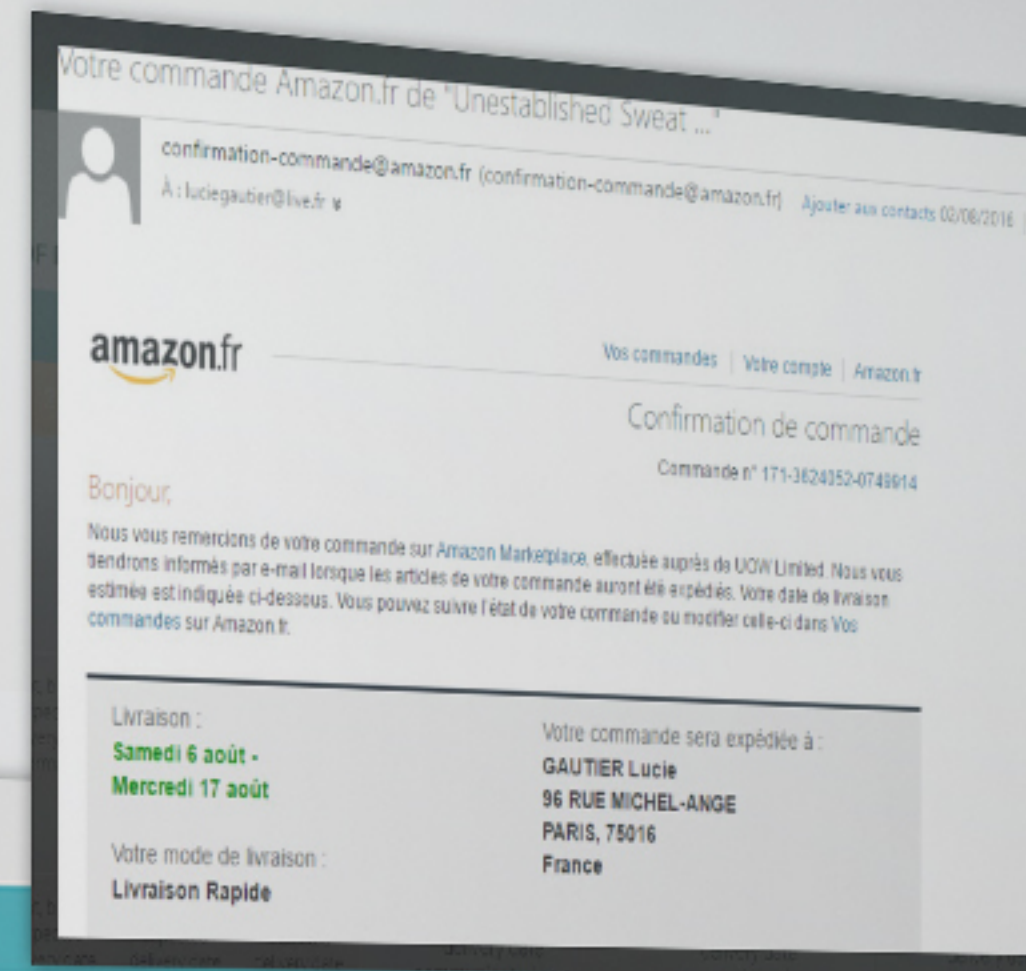 Votre commande Amazon.fr de "Unestablished Sweat ..."
confirmation-commande@amazon.fr (confirmation-commande@amazon.fr) Ajouter aux contacts 02/08/2016
À : luciegautier@live.fr
amazon.fr
Vos commandes | Votre compte | Amazon.fr
Confirmation de commande
Commande n° 171-3624352-0749914
Bonjour,
Nous vous remercions de votre commande sur Amazon Marketplace, effectuée auprès de UOW Limited. Nous vous
tiendrons informés par e-mail lorsque les articles de votre commande auront été expédiés. Votre date de livraison
estimée est indiquée ci-dessous. Vous pouvez suivre l'état de votre commande ou modifier celle-ci dans Vos
commandes sur Amazon.fr.
Livraison :
Samedi 6 août -
Mercredi 17 août
Votre mode de livraison :
Livraison Rapide
Votre commande sera expédiée à :
GAUTIER Lucie
96 RUE MICHEL-ANGE
PARIS, 75016
France